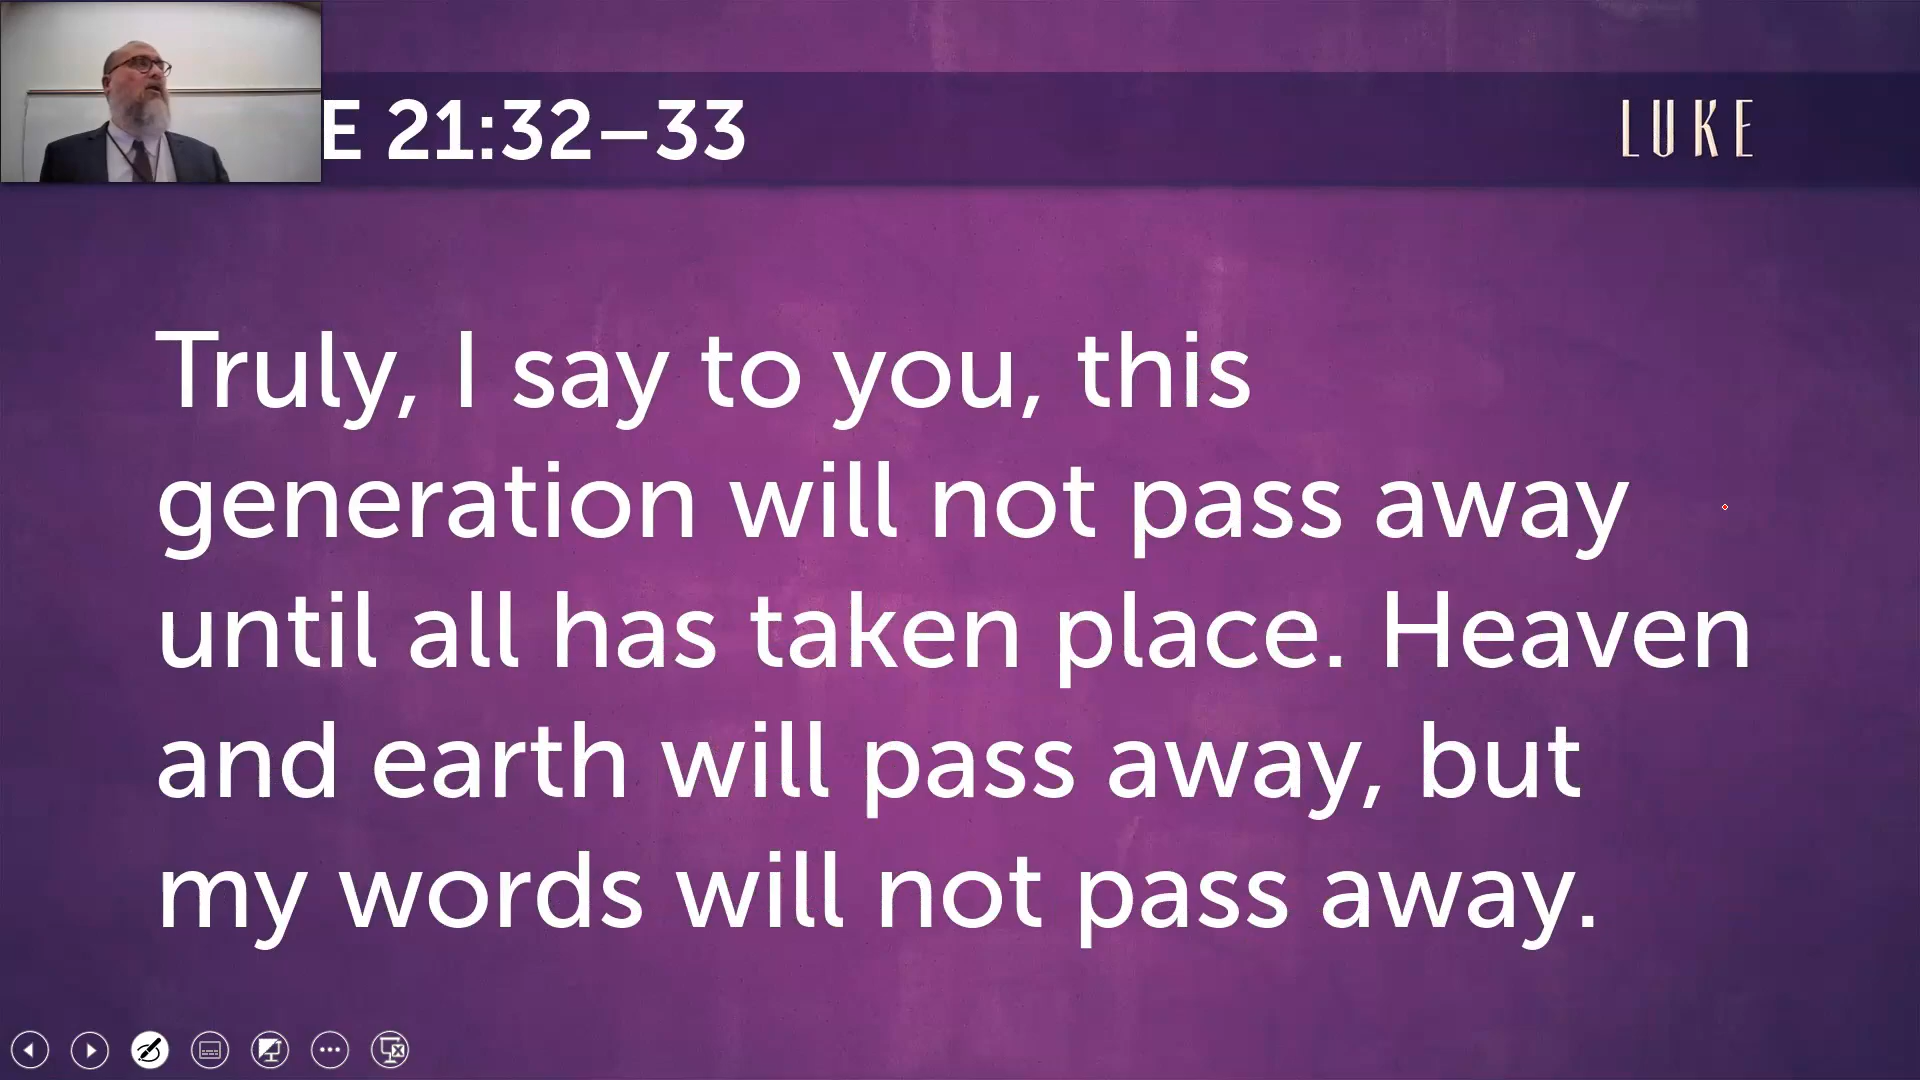 E 21:32–33
LUKE
Truly, I say to you, this
generation will not pass away
until all has taken place. Heaven
and earth will pass away, but
my words will not pass away.